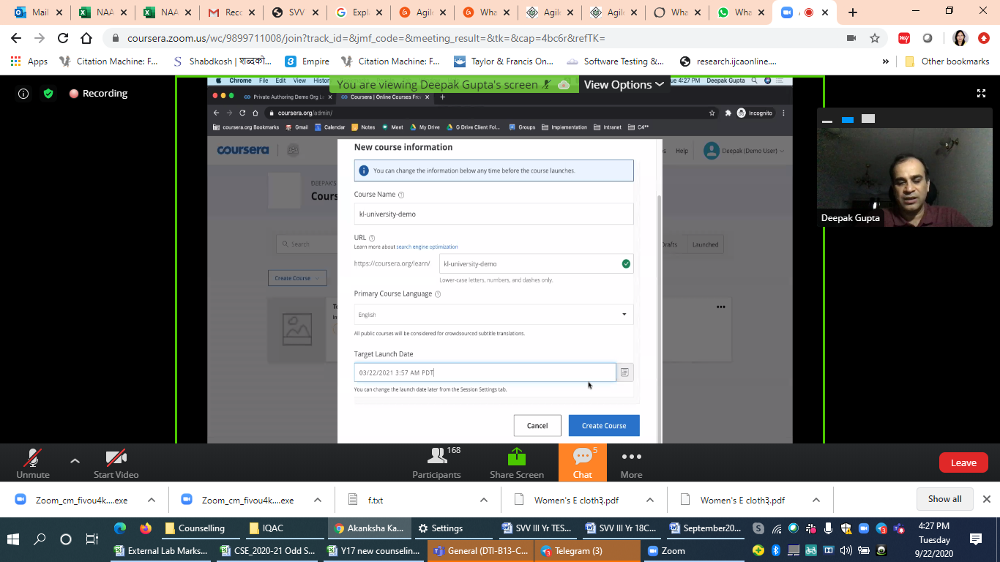 Mail
NAA
NAA
Rec
SVV
Expl
Agile
Wha
Agile
Agile
Wha
Wha
coursera.zoom.us/wc/9899711008/join?track_id=&jmf_code=&meeting_result=&tk=&cap=4bc6r&refTK=
Apps
Citation Machine: F...
Shabdkosh | शब्दको...
Empire
Citation Machine: F...
Taylor & Francis On...
Software Testing &...
research.ijcaonline....
»
Other bookmarks
Recording
Chrome File Edit View Histor
You are viewing Deepak Gupta's screen
View Options
ue 4:27 PM Deepak Gupta
Private Authoring Demo Org L
Coursera | Online Courses Fro
coursera.org/admin/
Incognito
coursera.org Bookmarks Gmail Calendar Notes Meet My Drive G Drive Client Fol... Groups Implementation Intranet C4**
coursera
Help
Deepak (Demo User)
DEEPAK'S
Cours
Search
Drafts
Launched
Create Course
New course information
You can change the information below any time before the course launches.
Course Name
kl-university-demo
URL
Learn more about search engine optimization
https://coursera.org/learn/
kl-university-demo
Lower-case letters, numbers, and dashes only.
Primary Course Language
English
All public courses will be considered for crowdsourced subtitle translations.
Target Launch Date
03/22/2021 3:57 AM PDT
You can change the launch date later from the Session Settings tab.
Cancel
Create Course
Deepak Gupta
Unmute
Start Video
168
Participants
Share Screen
5
Chat
More
Leave
Zoom_cm_fivou4k....exe
Zoom_cm_fivou4k....exe
f.txt
Women's E cloth૩.pdf
Women's E cloth૩.pdf
Show all
Counselling
IQAC
Akanksha Ka...
Settings
SVV III Yr TES...
SVV III Yr 18C...
September20...
External Lab Marks...
CSE_2020-21 Odd S...
Y17 new counselin...
General (DTI-B13-C...
Telegram (3)
Zoom
4:27 PM
Tuesday
9/22/2020